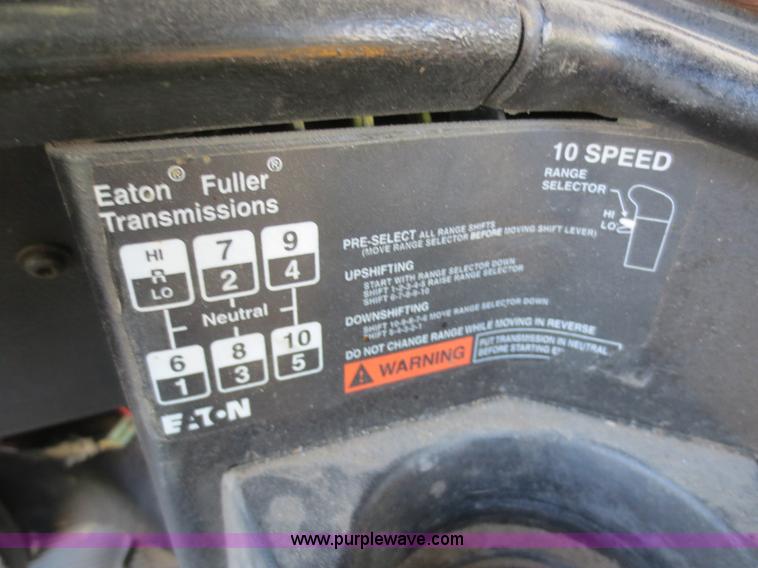 Eaton® Fuller®
Transmissions
10 SPEED
RANGE
SELECTOR
HI
LO
HI
R
LO
7
2
9
4
Neutral
6
1
8
3
10
5
EATON
PRE-SELECT ALL RANGE SHIFTS
(MOVE RANGE SELECTOR BEFORE MOVING SHIFT LEVER)
UPSHIFTING
START WITH RANGE SELECTOR DOWN
SHIFT 1-2-3-4-5 RAISE RANGE SELECTOR
SHIFT 6-7-8-9-10
DOWNSHIFTING
SHIFT 10-9-8-7-6 MOVE RANGE SELECTOR DOWN
SHIFT 5-4-3-2-1
DO NOT CHANGE RANGE WHILE MOVING IN REVERSE
WARNING
PUT TRANSMISSION IN NEUTRAL
BEFORE STARTING
www.purplewave.com